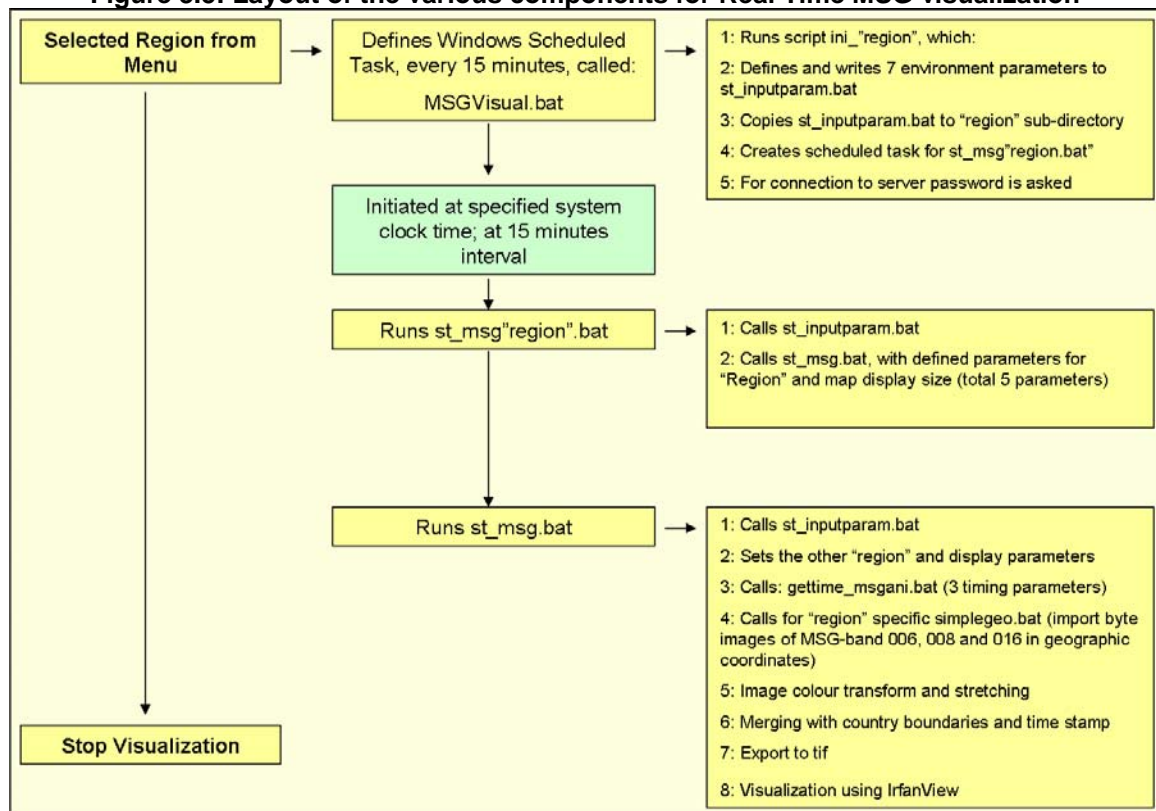 Figure 3.3: Layout of the various components for Real Time MSG visualization
Selected Region from
Menu
Defines Windows Scheduled
Task, every 15 minutes, called:
MSGVisual.bat
1: Runs script ini_"region", which:
2: Defines and writes 7 environment parameters to
st_inputparam.bat
3: Copies st_inputparam.bat to "region" sub-directory
4: Creates scheduled task for st_msg"region.bat"
5: For connection to server password is asked
Initiated at specified system
clock time; at 15 minutes
interval
Runs st_msg"region".bat
1: Calls st_inputparam.bat
2: Calls st_msg.bat, with defined parameters for
"Region" and map display size (total 5 parameters)
Runs st_msg.bat
1: Calls st_inputparam.bat
2: Sets the other "region" and display parameters
3: Calls: gettime_msgani.bat (3 timing parameters)
4: Calls for "region" specific simplegeo.bat (import byte
images of MSG-band 006, 008 and 016 in geographic
coordinates)
5: Image colour transform and stretching
6: Merging with country boundaries and time stamp
7: Export to tif
8: Visualization using IrfanView
Stop Visualization